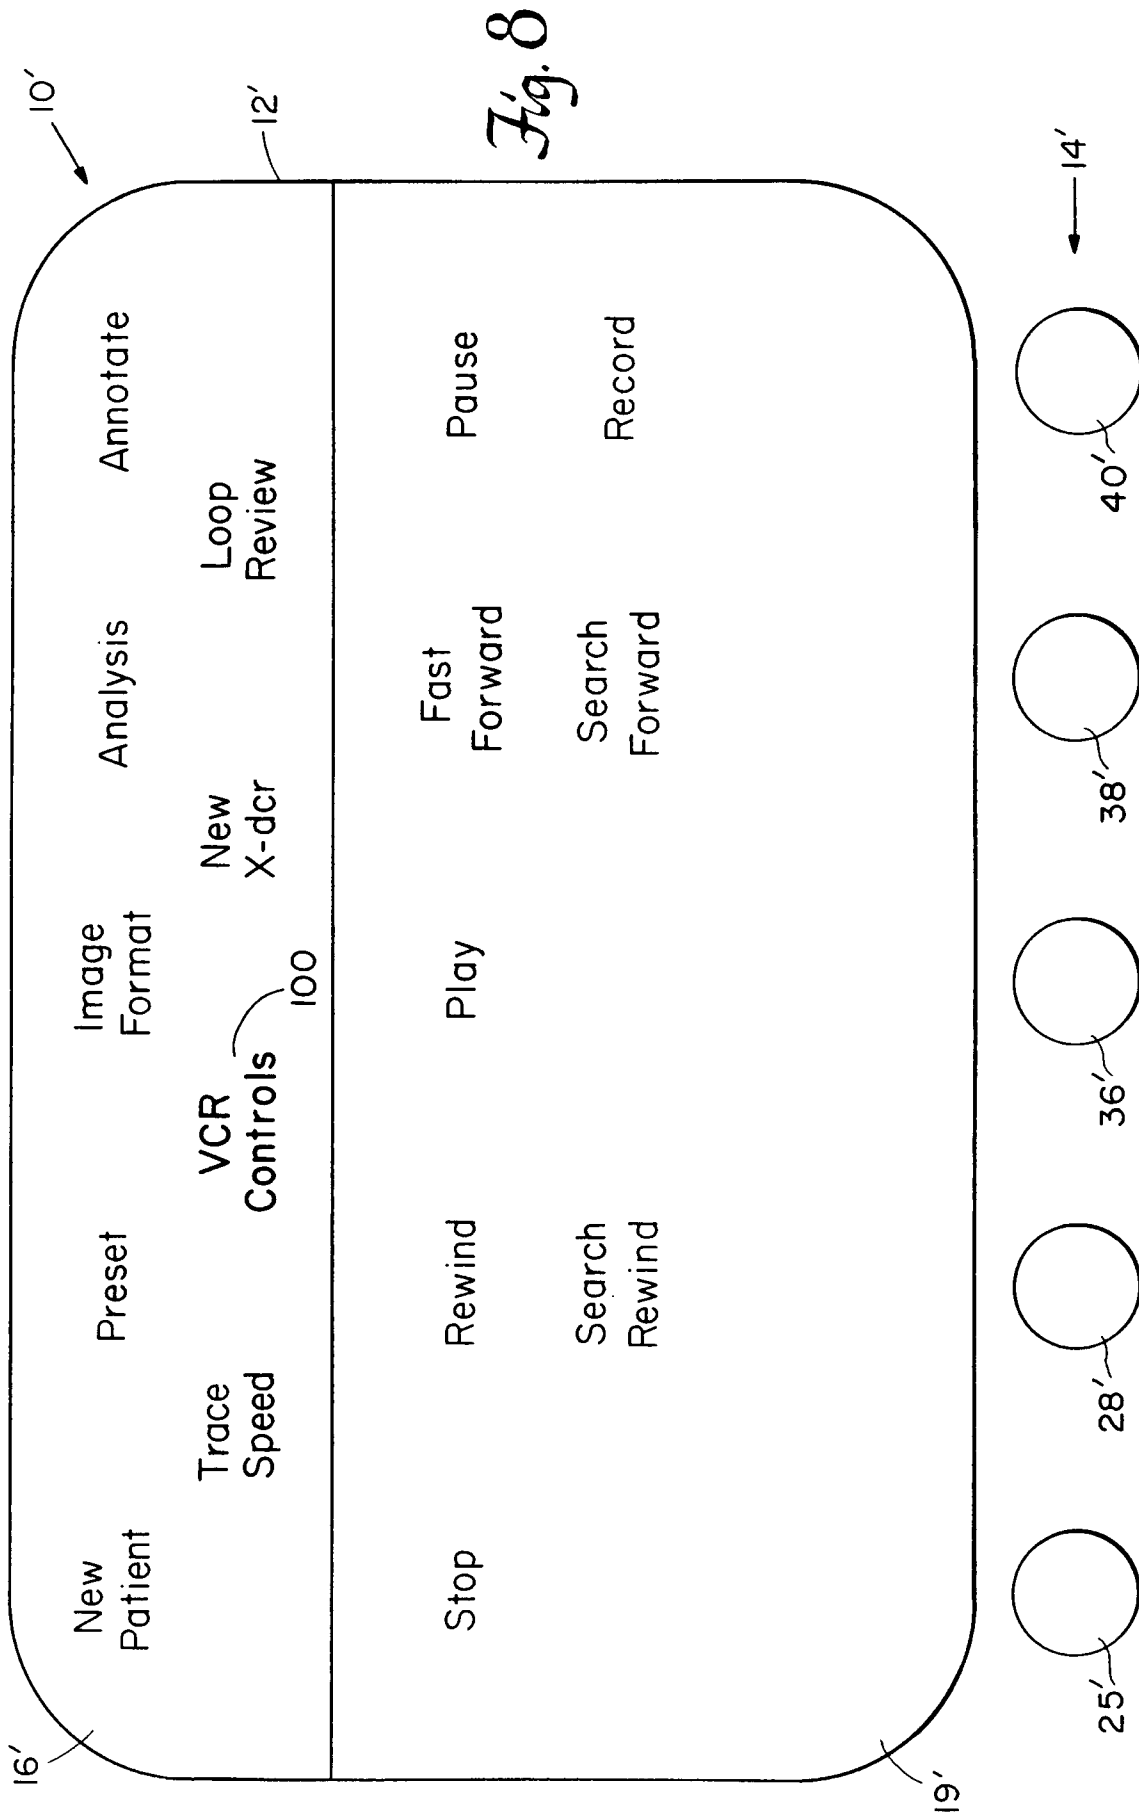 10'
12'
16'
New
Patient
Preset
Image
Format
Analysis
Annotate
Trace
Speed
VCR
Controls
100
New
X-dcr
Loop
Review
Stop
Rewind
Play
Fast
Forward
Pause
Search
Rewind
Search
Forward
Record
19'
14'
25'
28'
36'
38'
40'
Fig. 8